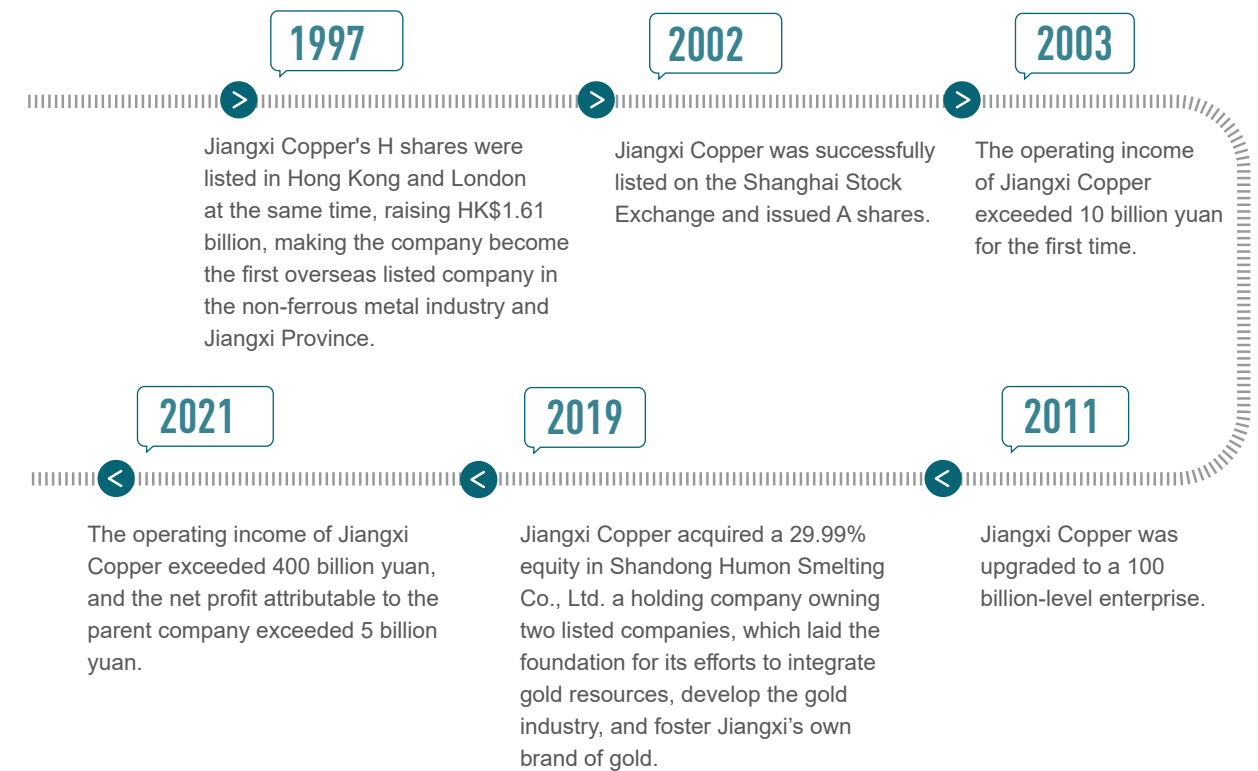 1997
Jiangxi Copper's H shares were
listed in Hong Kong and London
at the same time, raising HK$1.61
billion, making the company become
the first overseas listed company in
the non-ferrous metal industry and
Jiangxi Province.
2002
Jiangxi Copper was successfully
listed on the Shanghai Stock
Exchange and issued A shares.
2003
The operating income
of Jiangxi Copper
exceeded 10 billion yuan
for the first time.
2011
Jiangxi Copper was
upgraded to a 100
billion-level enterprise.
2019
Jiangxi Copper acquired a 29.99%
equity in Shandong Humon Smelting
Co., Ltd. a holding company owning
two listed companies, which laid the
foundation for its efforts to integrate
gold resources, develop the gold
industry, and foster Jiangxi’s own
brand of gold.
2021
The operating income of Jiangxi
Copper exceeded 400 billion yuan,
and the net profit attributable to the
parent company exceeded 5 billion
yuan.